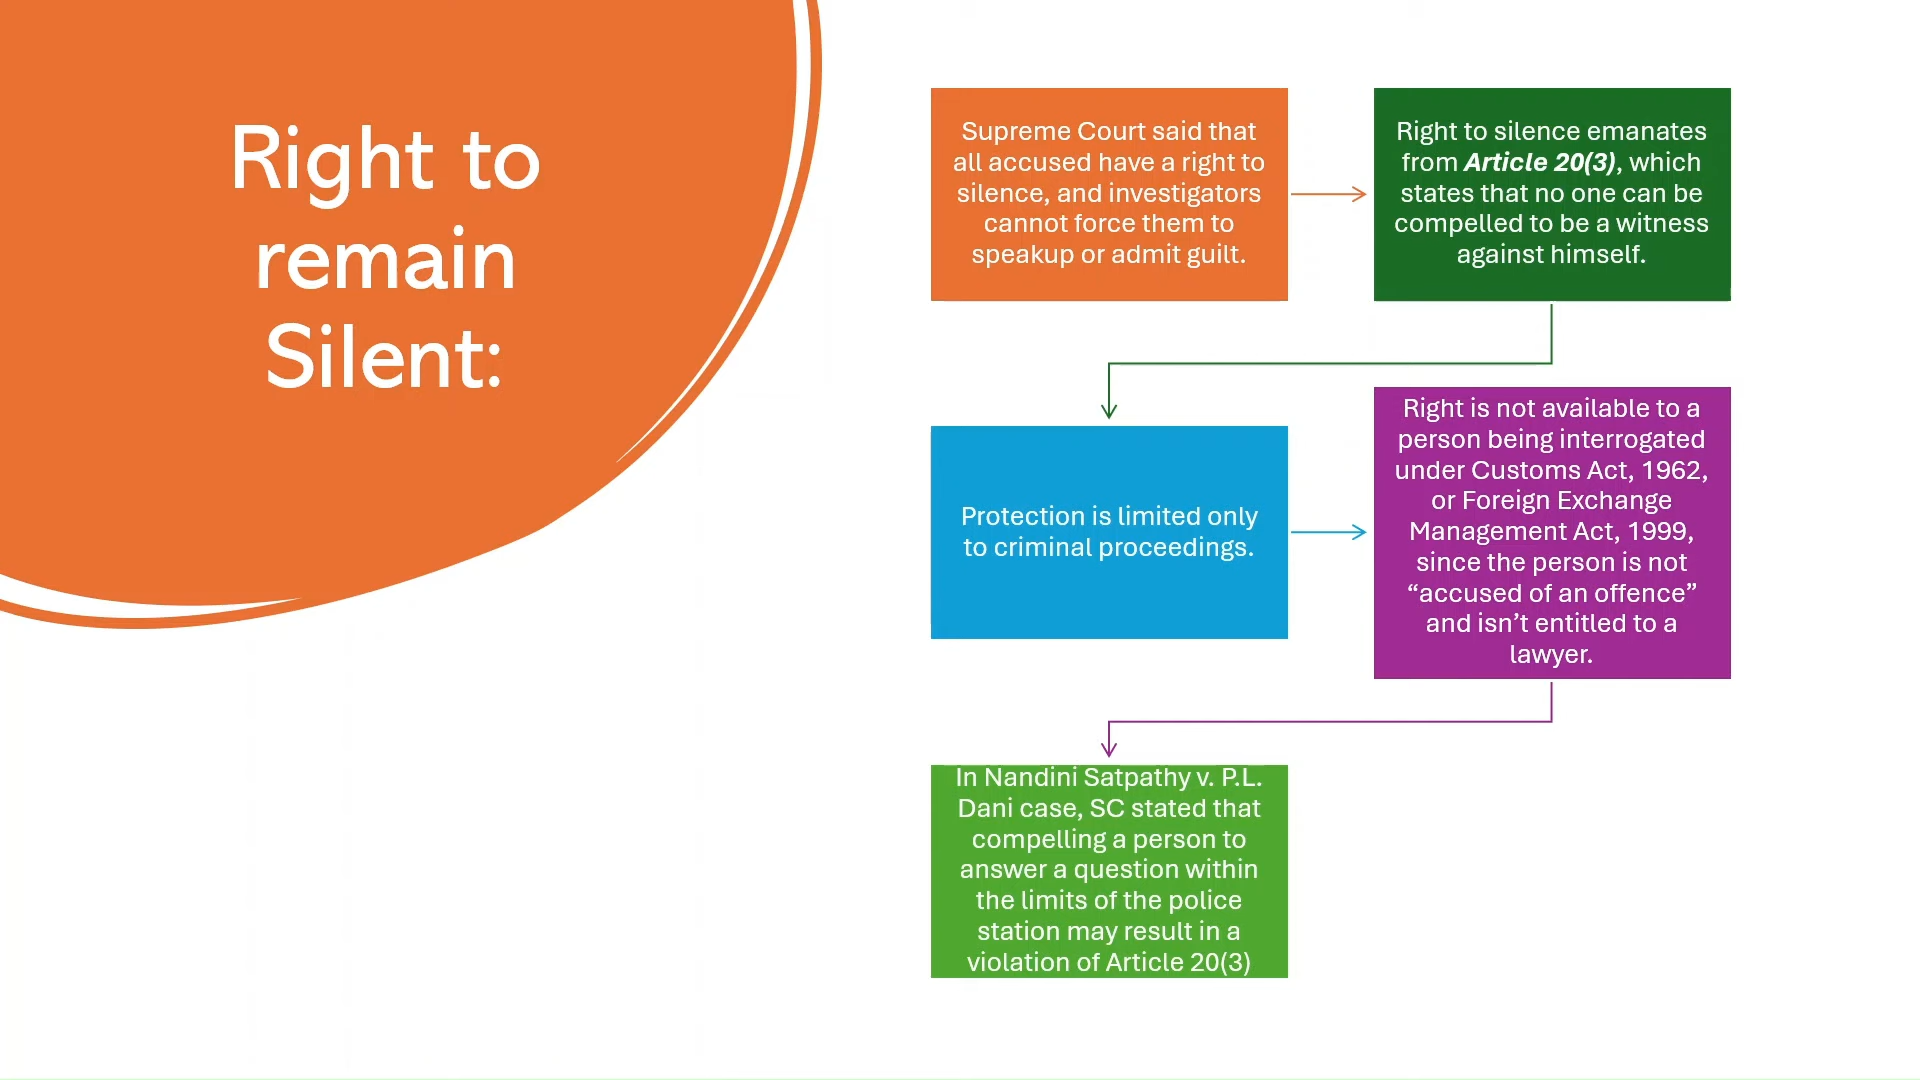 Right to
remain
Silent:
Supreme Court said that
all accused have a right to
silence, and investigators
cannot force them to
speakup or admit guilt.
Right to silence emanates
from Article 20(3), which
states that no one can be
compelled to be a witness
against himself.
Protection is limited only
to criminal proceedings.
Right is not available to a
person being interrogated
under Customs Act, 1962,
or Foreign Exchange
Management Act, 1999,
since the person is not
“accused of an offence”
and isn’t entitled to a
lawyer.
In Nandini Satpathy v. P.L.
Dani case, SC stated that
compelling a person to
answer a question within
the limits of the police
station may result in a
violation of Article 20(3)